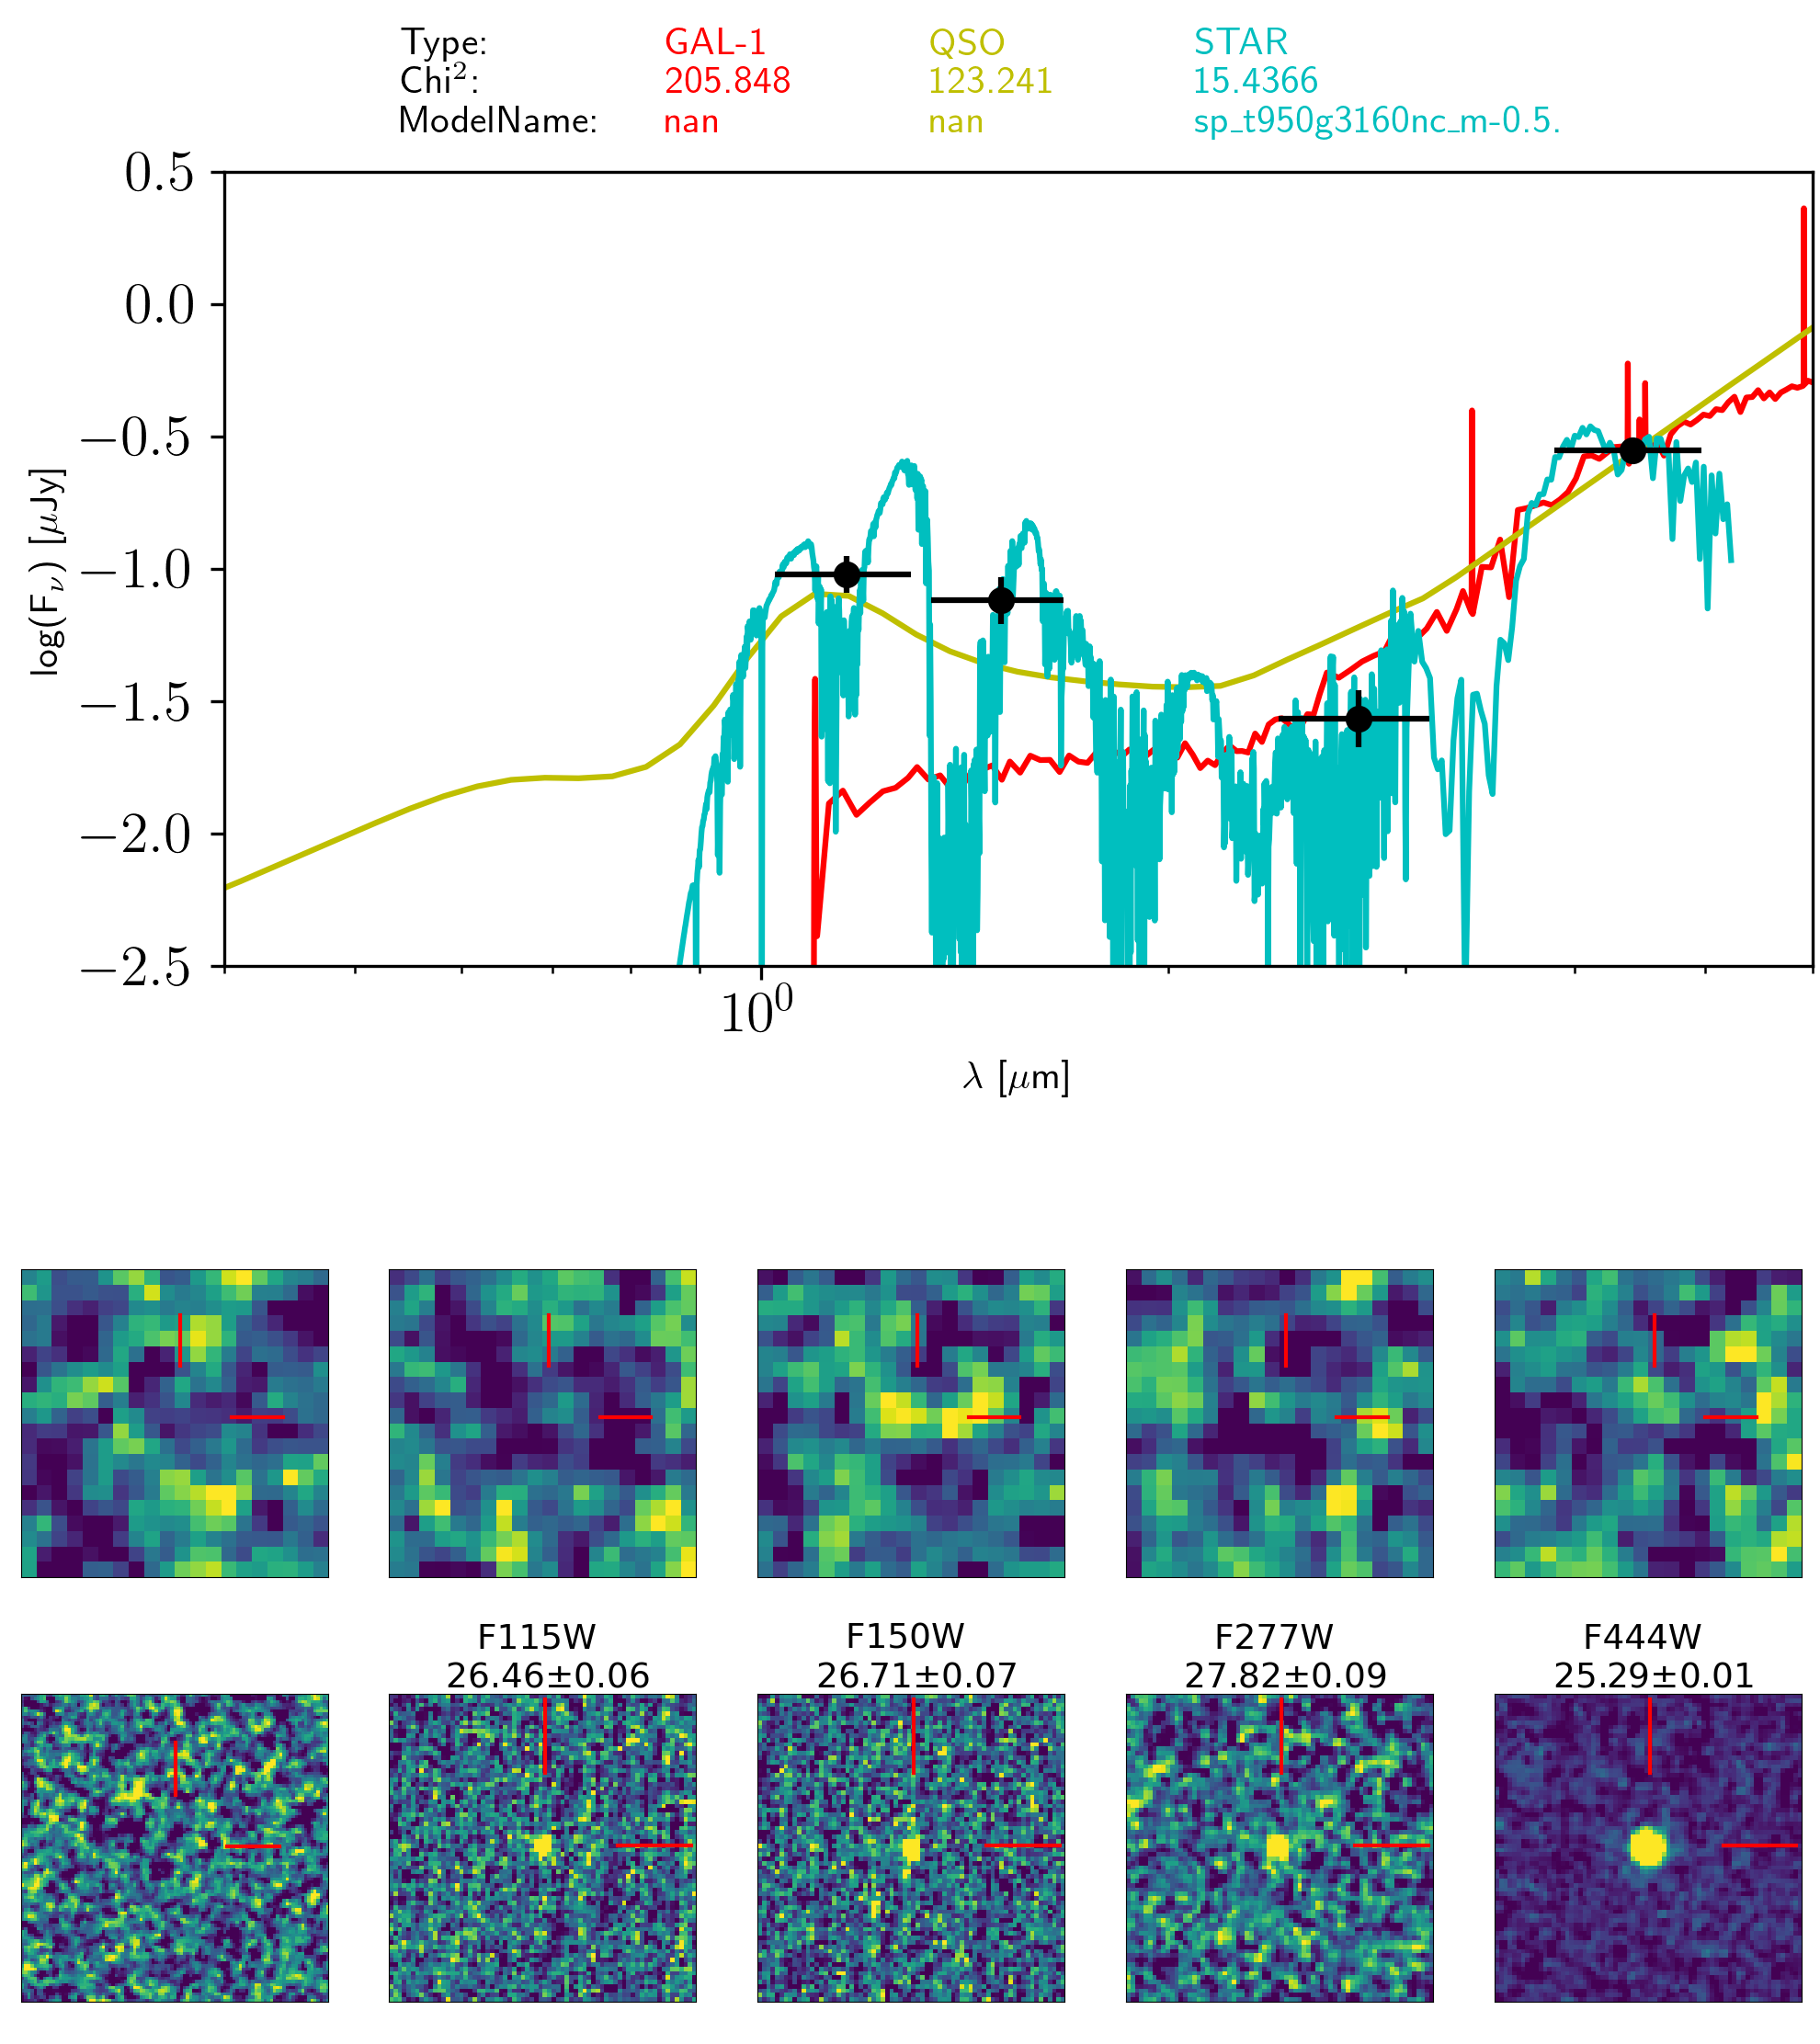 Type: GAL-1 QSO STAR
Chi²: 205.848 123.241 15.4366
ModelName: nan nan sp_t950g3160nc_m-0.5.
0.5
0.0
−0.5
−1.0
−1.5
−2.0
−2.5
log(Fν) [μJy]
10⁰
λ [μm]
F115W F150W F277W F444W
26.46±0.06 26.71±0.07 27.82±0.09 25.29±0.01